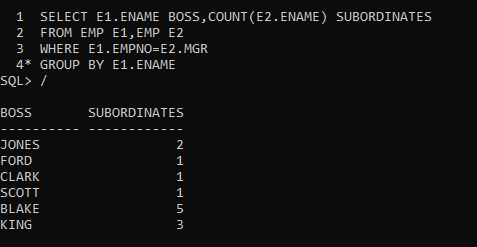 1  SELECT E1.ENAME BOSS,COUNT(E2.ENAME) SUBORDINATES
2  FROM EMP E1,EMP E2
3  WHERE E1.EMPNO=E2.MGR
4* GROUP BY E1.ENAME
SQL> /
BOSS       SUBORDINATES
---------- ------------
JONES                 2
FORD                  1
CLARK                 1
SCOTT                 1
BLAKE                 5
KING                  3